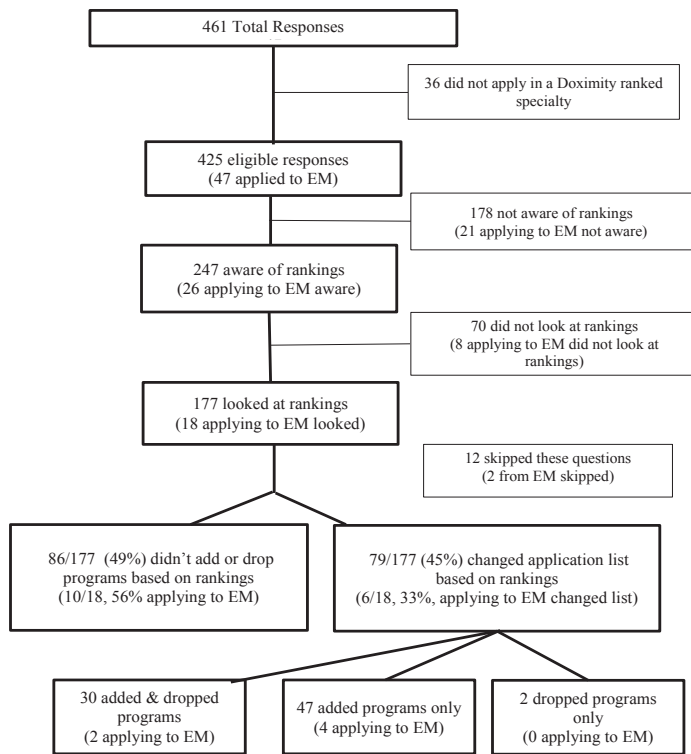 461 Total Responses
36 did not apply in a Doximity ranked
specialty
425 eligible responses
(47 applied to EM)
178 not aware of rankings
(21 applying to EM not aware)
247 aware of rankings
(26 applying to EM aware)
70 did not look at rankings
(8 applying to EM did not look at
rankings)
177 looked at rankings
(18 applying to EM looked)
12 skipped these questions
(2 from EM skipped)
86/177 (49%) didn't add or drop
programs based on rankings
(10/18, 56% applying to EM)
79/177 (45%) changed application list
based on rankings
(6/18, 33%, applying to EM changed list)
30 added & dropped
programs
(2 applying to EM)
47 added programs only
(4 applying to EM)
2 dropped programs
only
(0 applying to EM)